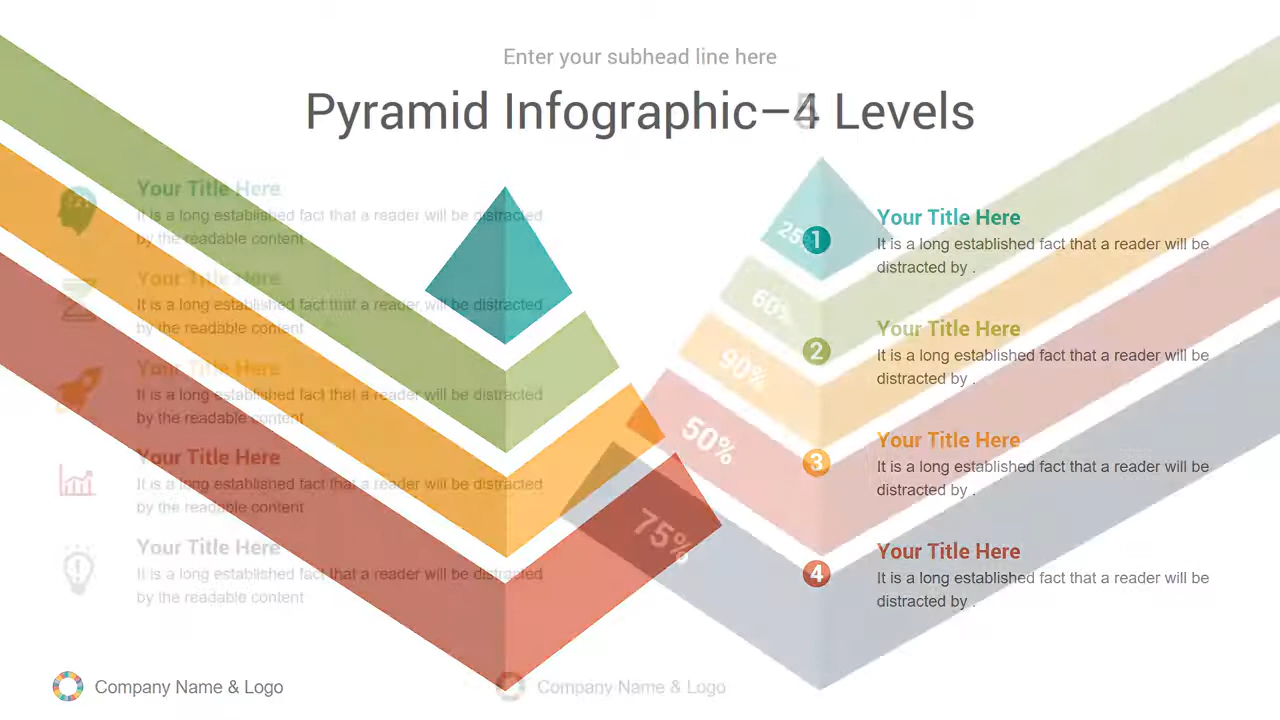 Enter your subhead line here
Pyramid Infographic–4 Levels
Your Title Here
It is a long established fact that a reader will be distracted
by the readable content
Your Title Here
It is a long established fact that a reader will be distracted
by the readable content
Your Title Here
It is a long established fact that a reader will be distracted
by the readable content
Your Title Here
It is a long established fact that a reader will be distracted
by the readable content
Your Title Here
It is a long established fact that a reader will be distracted
by the readable content
25%
60%
90%
50%
75%
1
Your Title Here
It is a long established fact that a reader will be
distracted by .
2
Your Title Here
It is a long established fact that a reader will be
distracted by .
3
Your Title Here
It is a long established fact that a reader will be
distracted by .
4
Your Title Here
It is a long established fact that a reader will be
distracted by .
Company Name & Logo
Company Name & Logo